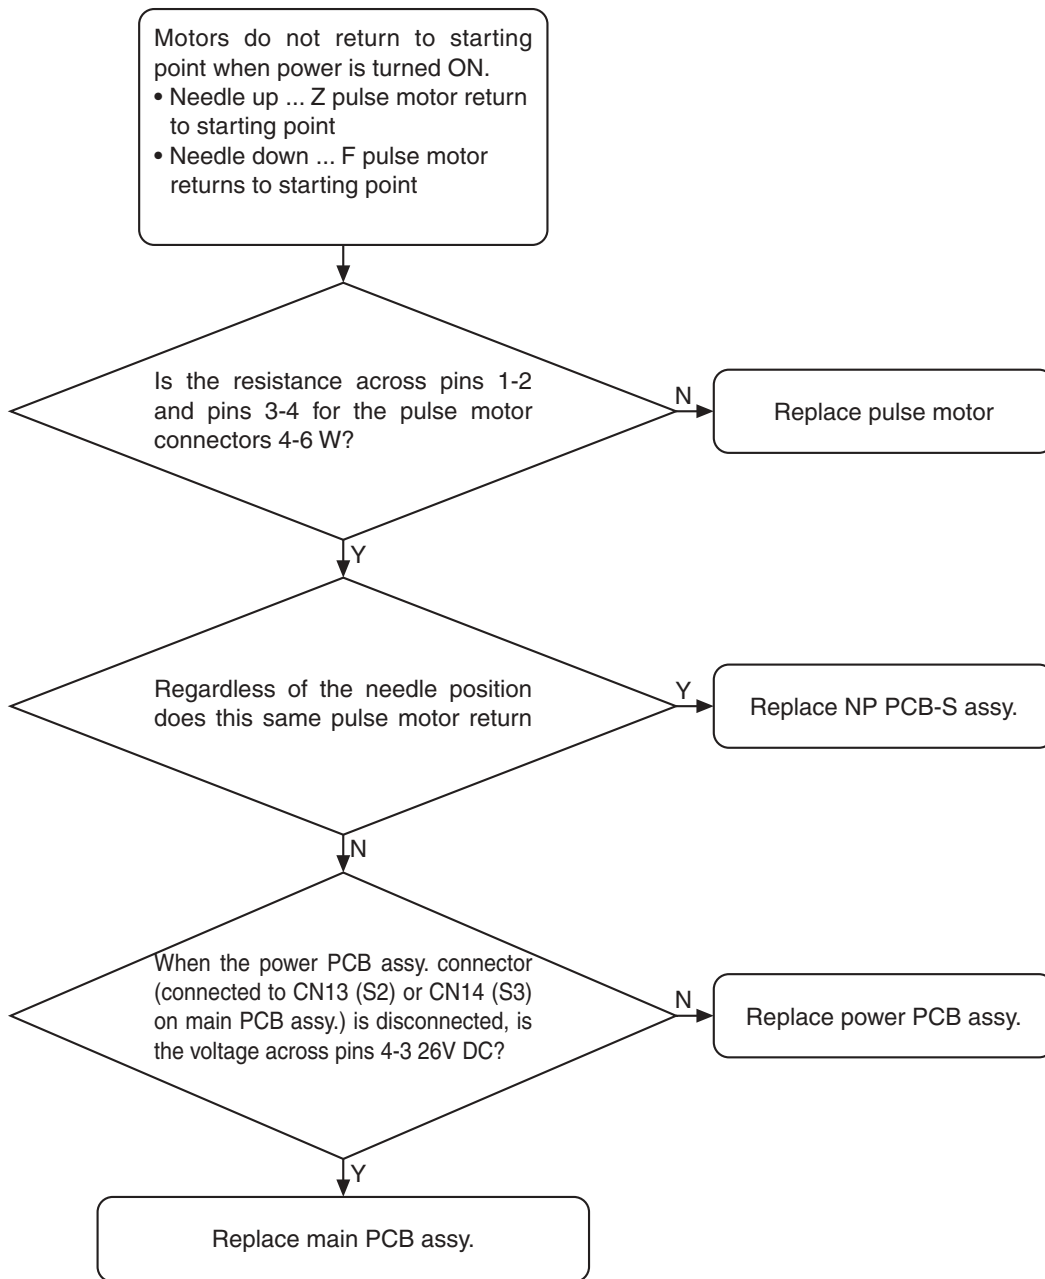 Motors do not return to starting
point when power is turned ON.
• Needle up ... Z pulse motor return
to starting point
• Needle down ... F pulse motor
returns to starting point
Is the resistance across pins 1-2
and pins 3-4 for the pulse motor
connectors 4-6 W?
N
Replace pulse motor
Y
Regardless of the needle position
does this same pulse motor return
Y
Replace NP PCB-S assy.
N
When the power PCB assy. connector
(connected to CN13 (S2) or CN14 (S3)
on main PCB assy.) is disconnected, is
the voltage across pins 4-3 26V DC?
N
Replace power PCB assy.
Y
Replace main PCB assy.